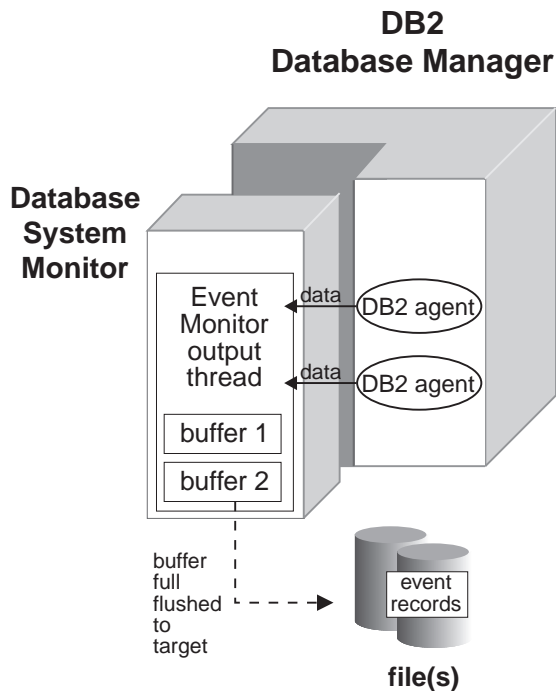 DB2
Database Manager
Database
System
Monitor
Event
Monitor
output
thread
data
DB2 agent
data
DB2 agent
buffer 1
buffer 2
buffer
full
flushed
to
target
event
records
file(s)